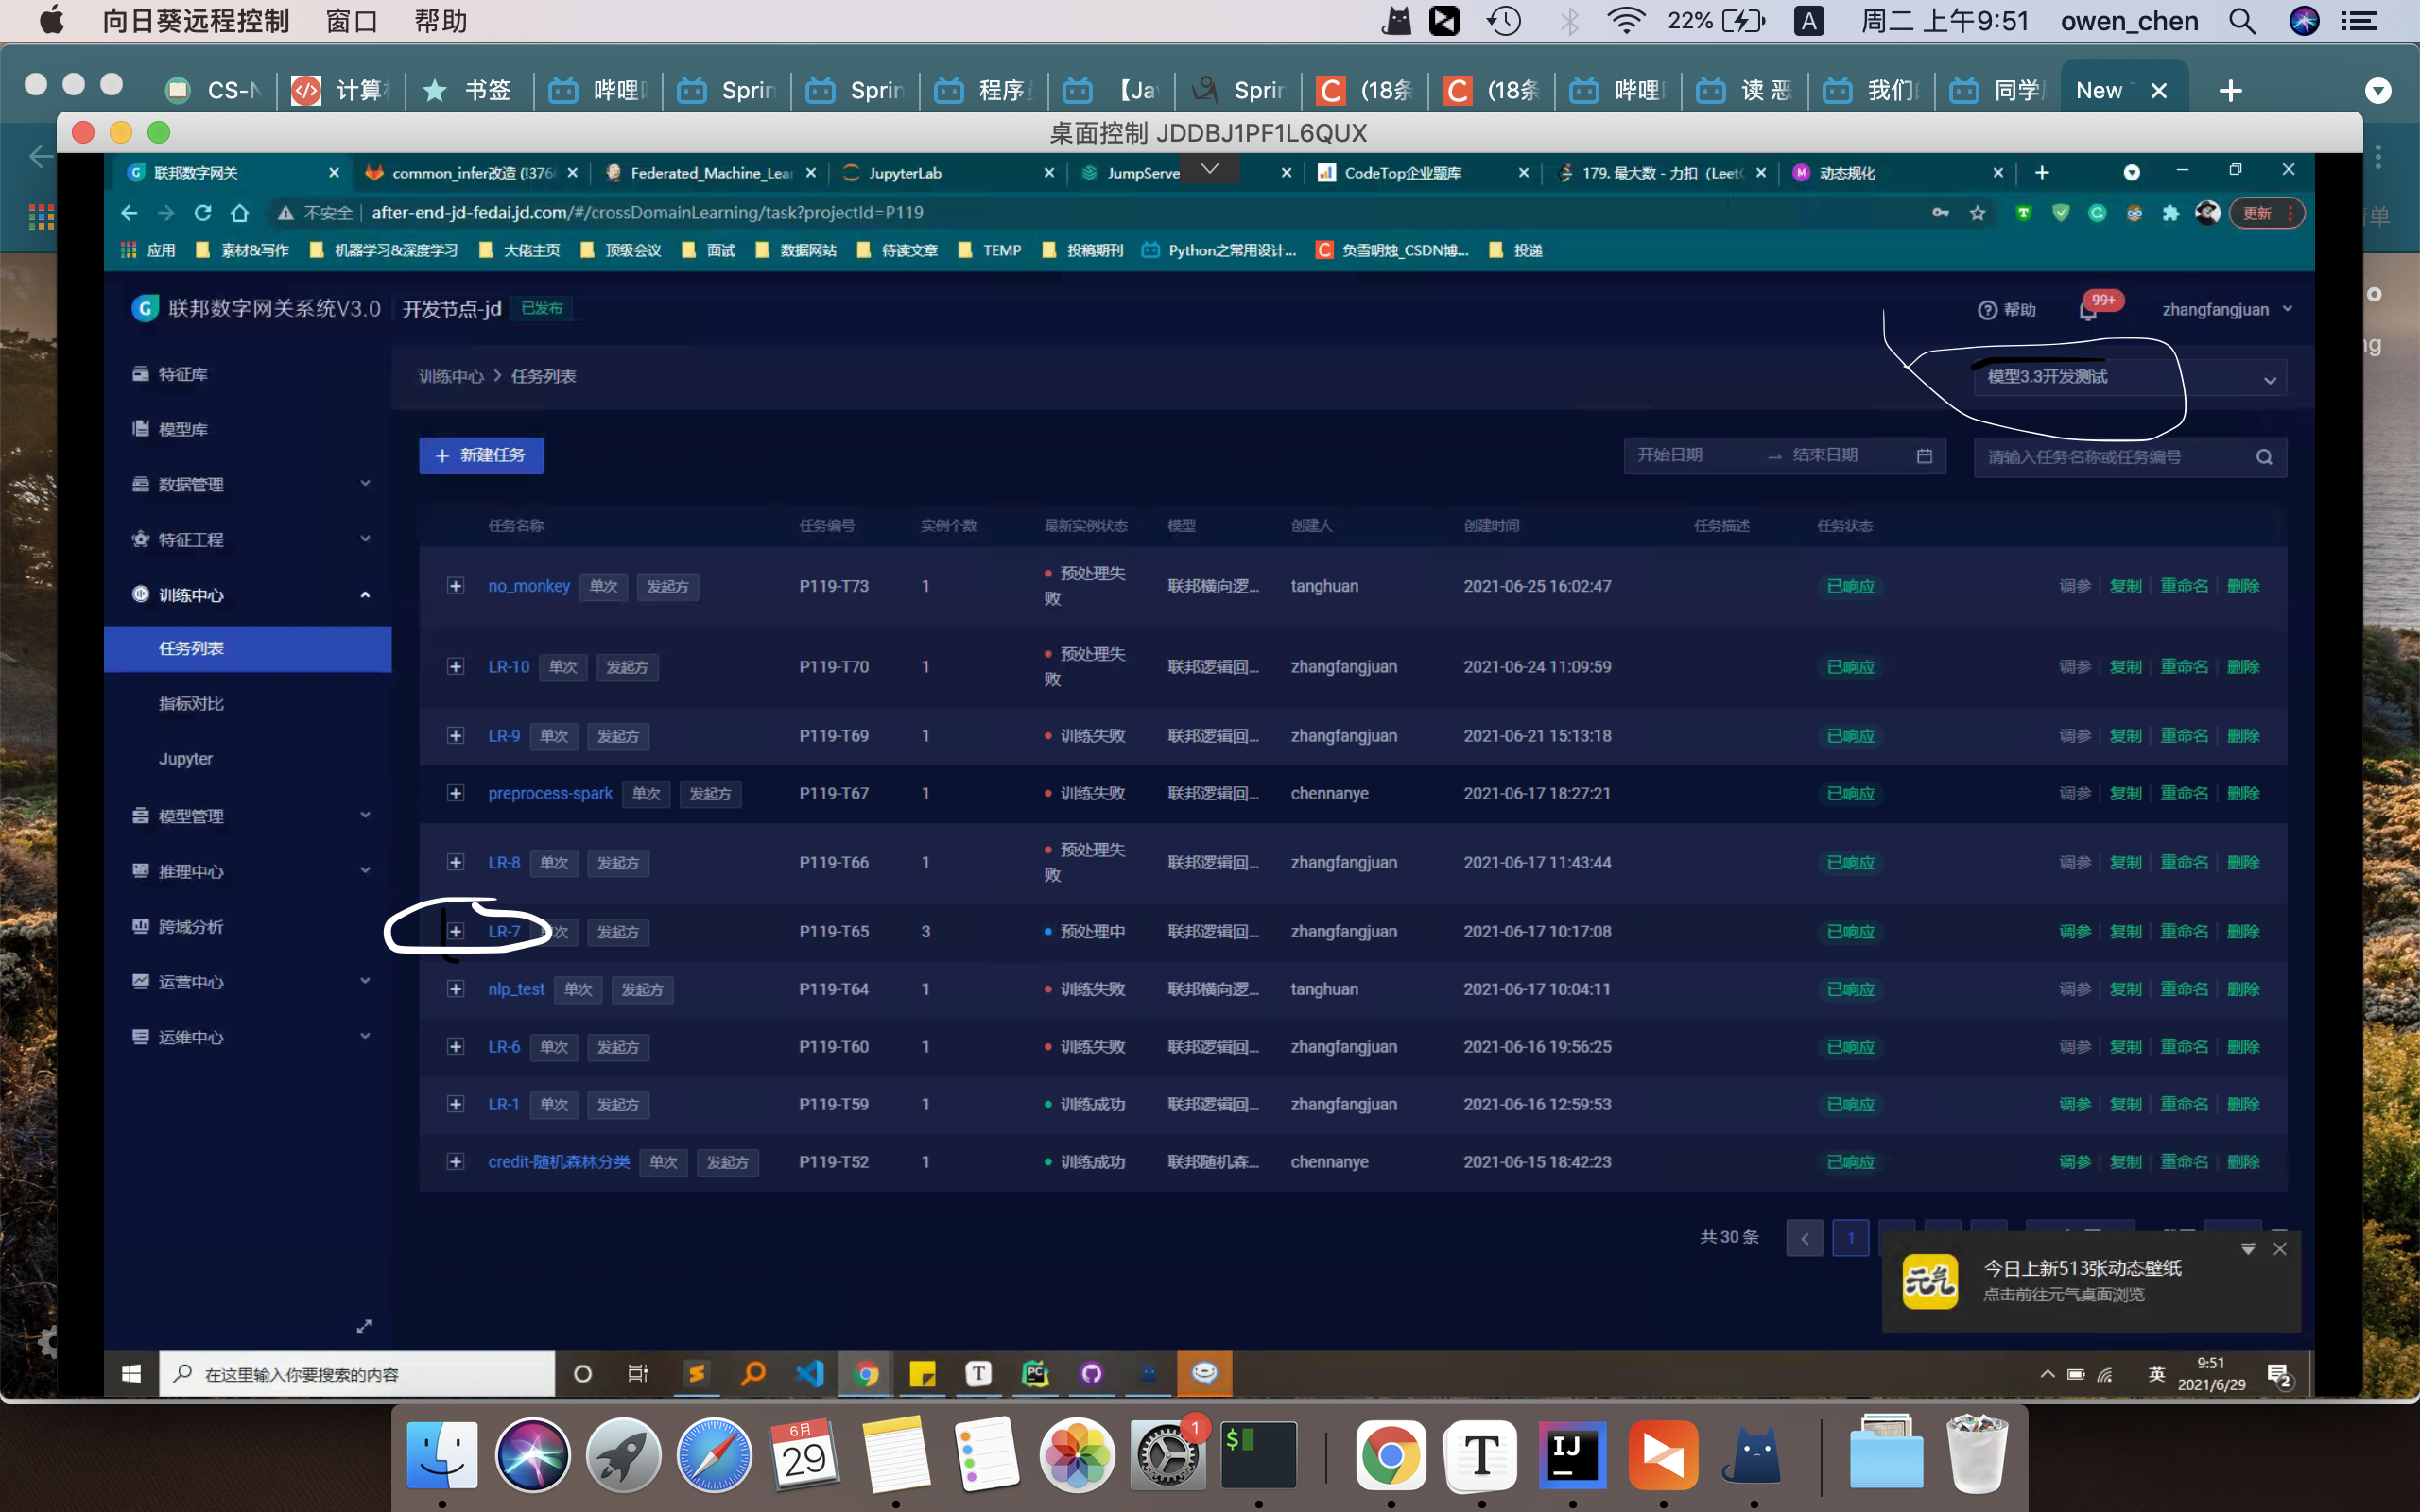 向日葵远程控制 窗口 帮助 22% A 周二 上午9:51 owen_chen
CS-N 计算 书签 哔哩 Sprin Sprin 程序 【Ja Sprin (18条 (18条 哔哩 读 恶 我们 同学 New
桌面控制 JDDBJ1PF1L6QUX
联邦数字网关 common_infer改造 (!376 Federated_Machine_Lear JupyterLab JumpServe CodeTop企业题库 179. 最大数 - 力扣 (LeetC 动态规化
不安全 after-end-jd-fedai.jd.com/#/crossDomainLearning/task?projectId=P119 更新
应用 素材&写作 机器学习&深度学习 大佬主页 顶级会议 面试 数据网站 待读文章 TEMP 投稿期刊 Python之常用设计... 负雪明烛_CSDN博... 投递
联邦数字网关系统V3.0 开发节点-jd 已发布 帮助 99+ zhangfangjuan
特征库
模型库
数据管理
特征工程
训练中心
任务列表
指标对比
Jupyter
模型管理
推理中心
跨域分析
运营中心
运维中心
训练中心 > 任务列表 模型3.3开发测试
+ 新建任务 开始日期 → 结束日期 请输入任务名称或任务编号
任务名称 任务编号 实例个数 最新实例状态 模型 创建人 创建时间 任务描述 任务状态
no_monkey 单次 发起方 P119-T73 1 预处理失败 联邦横向逻... tanghuan 2021-06-25 16:02:47 已响应 调参 复制 重命名 删除
LR-10 单次 发起方 P119-T70 1 预处理失败 联邦逻辑回... zhangfangjuan 2021-06-24 11:09:59 已响应 调参 复制 重命名 删除
LR-9 单次 发起方 P119-T69 1 训练失败 联邦逻辑回... zhangfangjuan 2021-06-21 15:13:18 已响应 调参 复制 重命名 删除
preprocess-spark 单次 发起方 P119-T67 1 训练失败 联邦逻辑回... chennanye 2021-06-17 18:27:21 已响应 调参 复制 重命名 删除
LR-8 单次 发起方 P119-T66 1 预处理失败 联邦逻辑回... zhangfangjuan 2021-06-17 11:43:44 已响应 调参 复制 重命名 删除
LR-7 次 发起方 P119-T65 3 预处理中 联邦逻辑回... zhangfangjuan 2021-06-17 10:17:08 已响应 调参 复制 重命名 删除
nlp_test 单次 发起方 P119-T64 1 训练失败 联邦横向逻... tanghuan 2021-06-17 10:04:11 已响应 调参 复制 重命名 删除
LR-6 单次 发起方 P119-T60 1 训练失败 联邦逻辑回... zhangfangjuan 2021-06-16 19:56:25 已响应 调参 复制 重命名 删除
LR-1 单次 发起方 P119-T59 1 训练成功 联邦逻辑回... zhangfangjuan 2021-06-16 12:59:53 已响应 调参 复制 重命名 删除
credit-随机森林分类 单次 发起方 P119-T52 1 训练成功 联邦随机森... chennanye 2021-06-15 18:42:23 已响应 调参 复制 重命名 删除
共 30 条 1
元气 今日上新513张动态壁纸
点击前往元气桌面浏览
在这里输入你要搜索的内容 T PC 英 9:51
2021/6/29 2
6月
29 1 $ T IJ